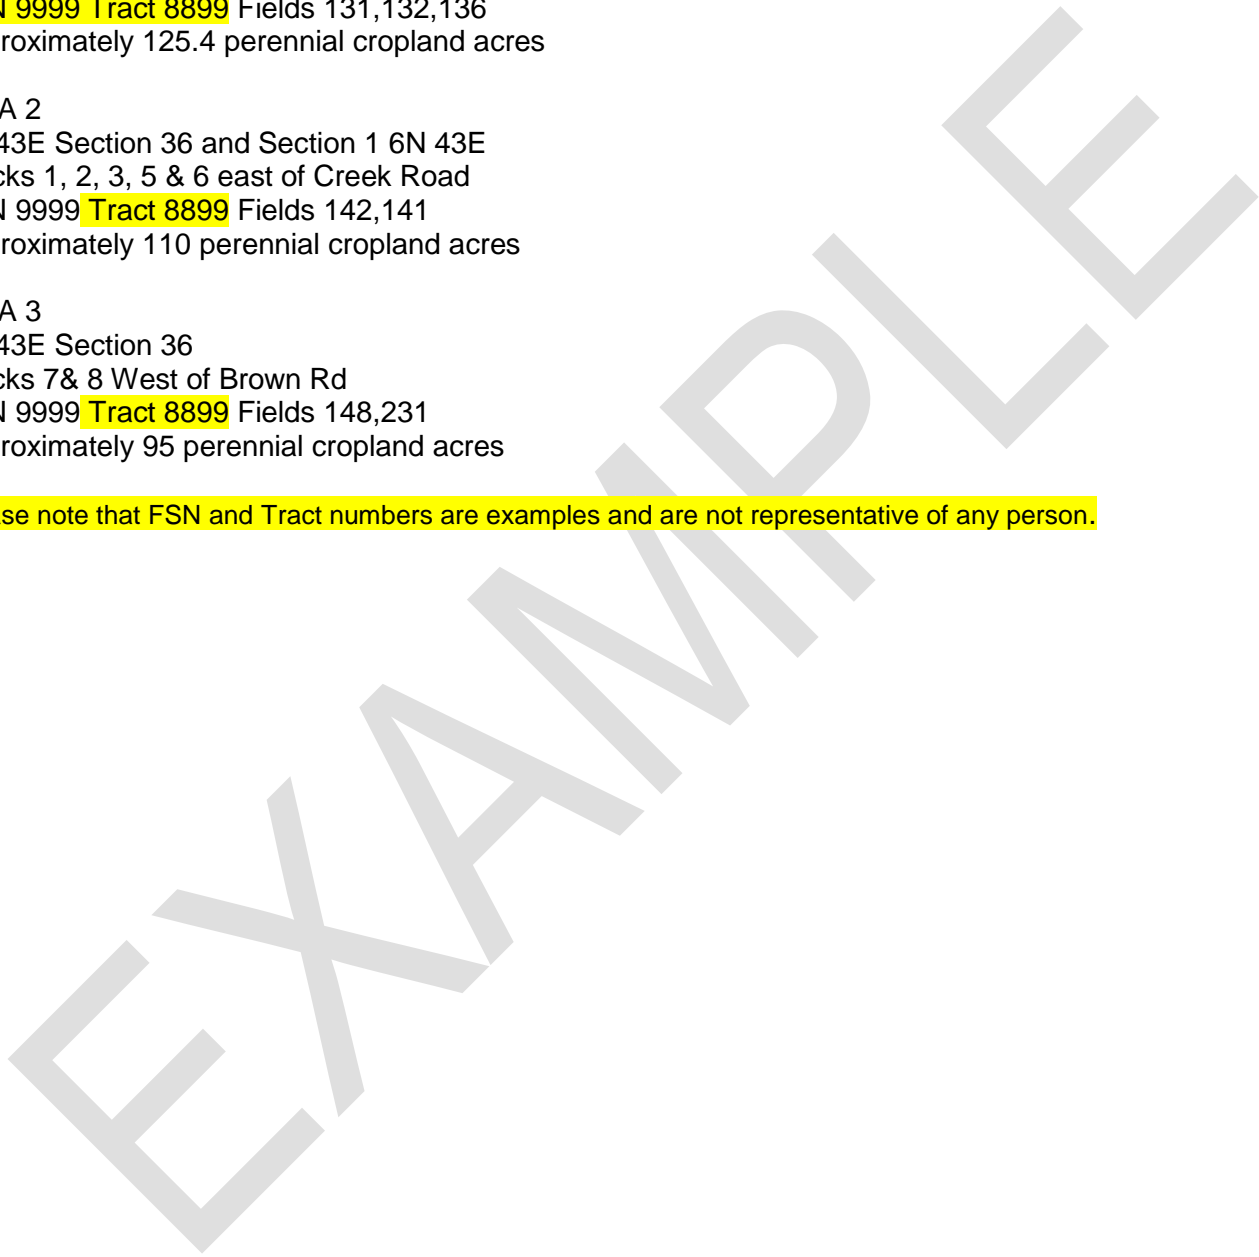 9999 Tract 8899 Fields 131,132,136
roximately 125.4 perennial cropland acres
A 2
43E Section 36 and Section 1 6N 43E
cks 1, 2, 3, 5 & 6 east of Creek Road
N 9999 Tract 8899 Fields 142,141
roximately 110 perennial cropland acres
A 3
43E Section 36
cks 7& 8 West of Brown Rd
N 9999 Tract 8899 Fields 148,231
roximately 95 perennial cropland acres
se note that FSN and Tract numbers are examples and are not representative of any person.
EXAMPLE